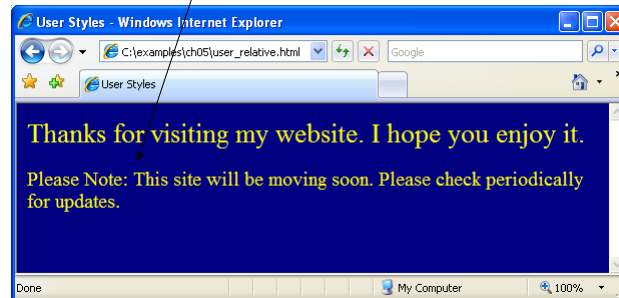 User Styles - Windows Internet Explorer
C:\examples\ch05\user_relative.html
Google
User Styles
Thanks for visiting my website. I hope you enjoy it.
Please Note: This site will be moving soon. Please check periodically
for updates.
Done
My Computer
100%